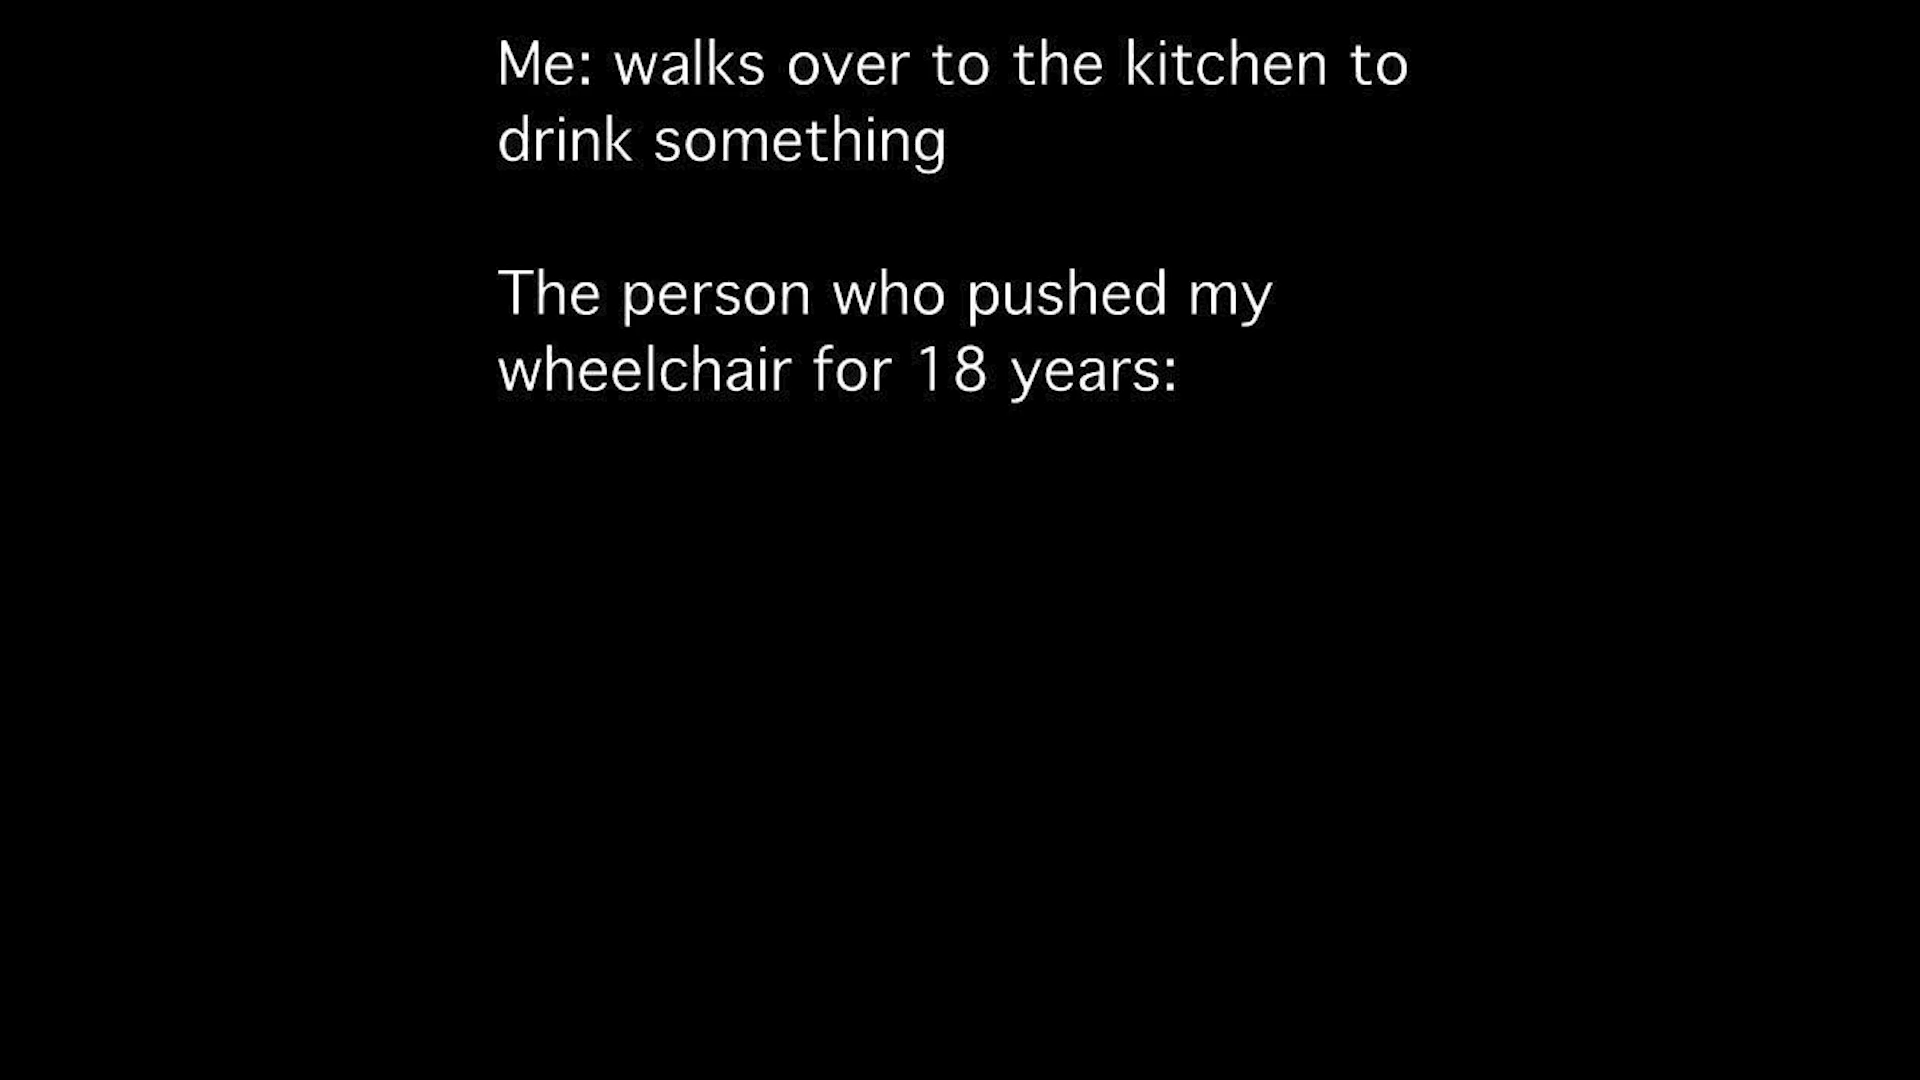 Me: walks over to the kitchen to
drink something
The person who pushed my
wheelchair for 18 years: